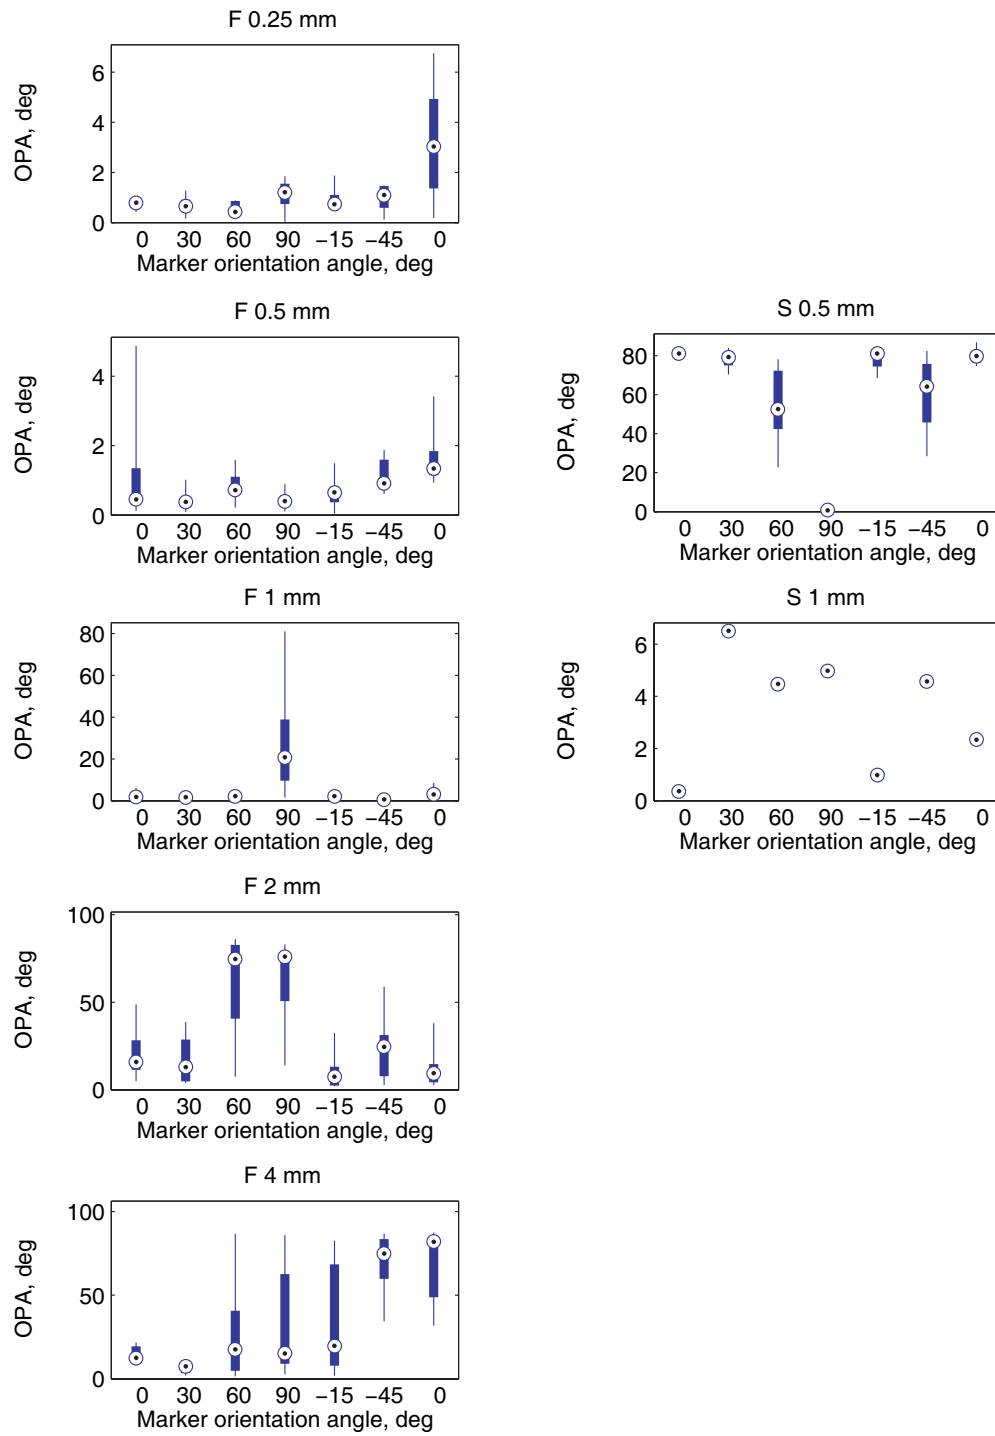 F 0.25 mm
OPA, deg
6
4
2
0
0 30 60 90 −15 −45 0
Marker orientation angle, deg
F 0.5 mm
OPA, deg
4
2
0
0 30 60 90 −15 −45 0
Marker orientation angle, deg
S 0.5 mm
OPA, deg
80
60
40
20
0
0 30 60 90 −15 −45 0
Marker orientation angle, deg
F 1 mm
OPA, deg
80
60
40
20
0
0 30 60 90 −15 −45 0
Marker orientation angle, deg
S 1 mm
OPA, deg
6
4
2
0
0 30 60 90 −15 −45 0
Marker orientation angle, deg
F 2 mm
OPA, deg
100
50
0
0 30 60 90 −15 −45 0
Marker orientation angle, deg
F 4 mm
OPA, deg
100
50
0
0 30 60 90 −15 −45 0
Marker orientation angle, deg